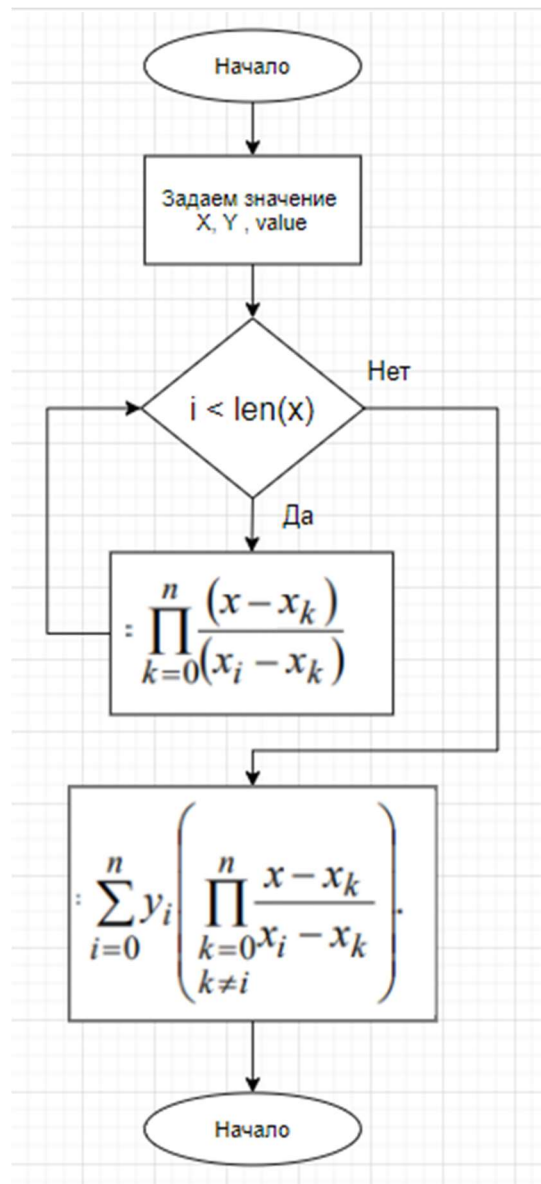 Начало
Задаем значение
X, Y , value
Нет
i < len(x)
Да
: ∏_{k=0}^{n} (x − x_k) / (x_i − x_k)
: ∑_{i=0}^{n} y_i ( ∏_{k=0, k≠i}^{n} x − x_k / x_i − x_k ).
Начало